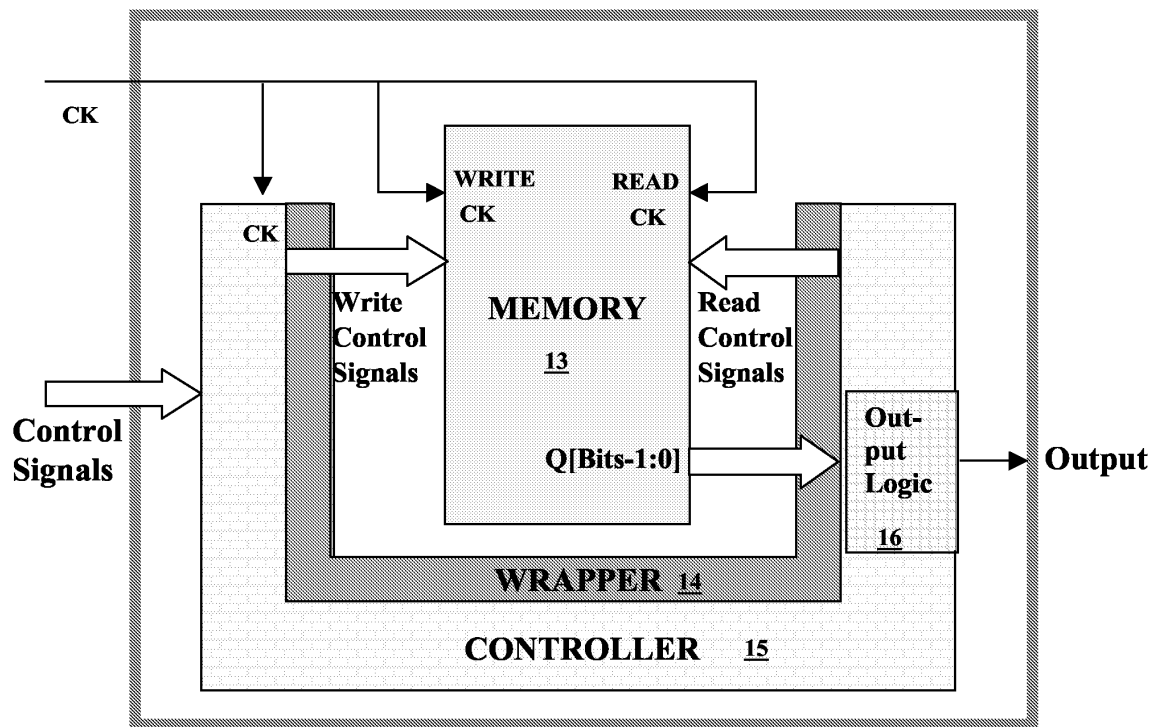 CK
WRITE
CK
READ
CK
CK
Write
Control
Signals
MEMORY
13
Read
Control
Signals
Control
Signals
Q[Bits-1:0]
Out-
put
Logic
16
Output
WRAPPER 14
CONTROLLER 15